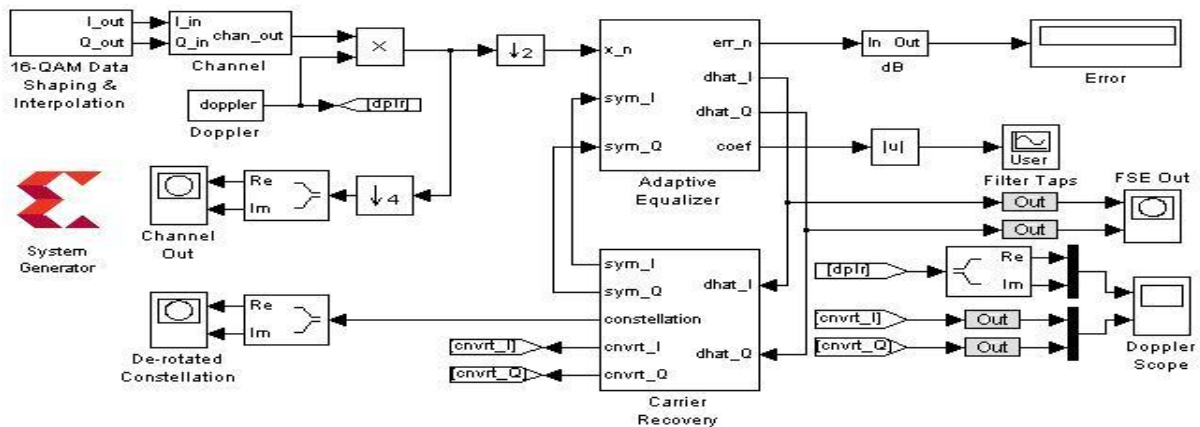 I_out
Q_out
16-QAM Data
Shaping &
Interpolation
I_in
Q_in
chan_out
Channel
×
doppler
Doppler
[dplr]
↓2
x_n
sym_I
sym_Q
err_n
dhat_I
dhat_Q
coef
Adaptive
Equalizer
In Out
dB
Error
|u|
User
Filter Taps
Out
Out
FSE Out
System
Generator
Channel
Out
Re
Im
↓4
De-rotated
Constellation
Re
Im
sym_I
sym_Q
constellation
cnvrt_I
cnvrt_Q
dhat_I
dhat_Q
Carrier
Recovery
[cnvrt_I]
[cnvrt_Q]
[dplr]
Re
Im
[cnvrt_I]
Out
[cnvrt_Q]
Out
Doppler
Scope